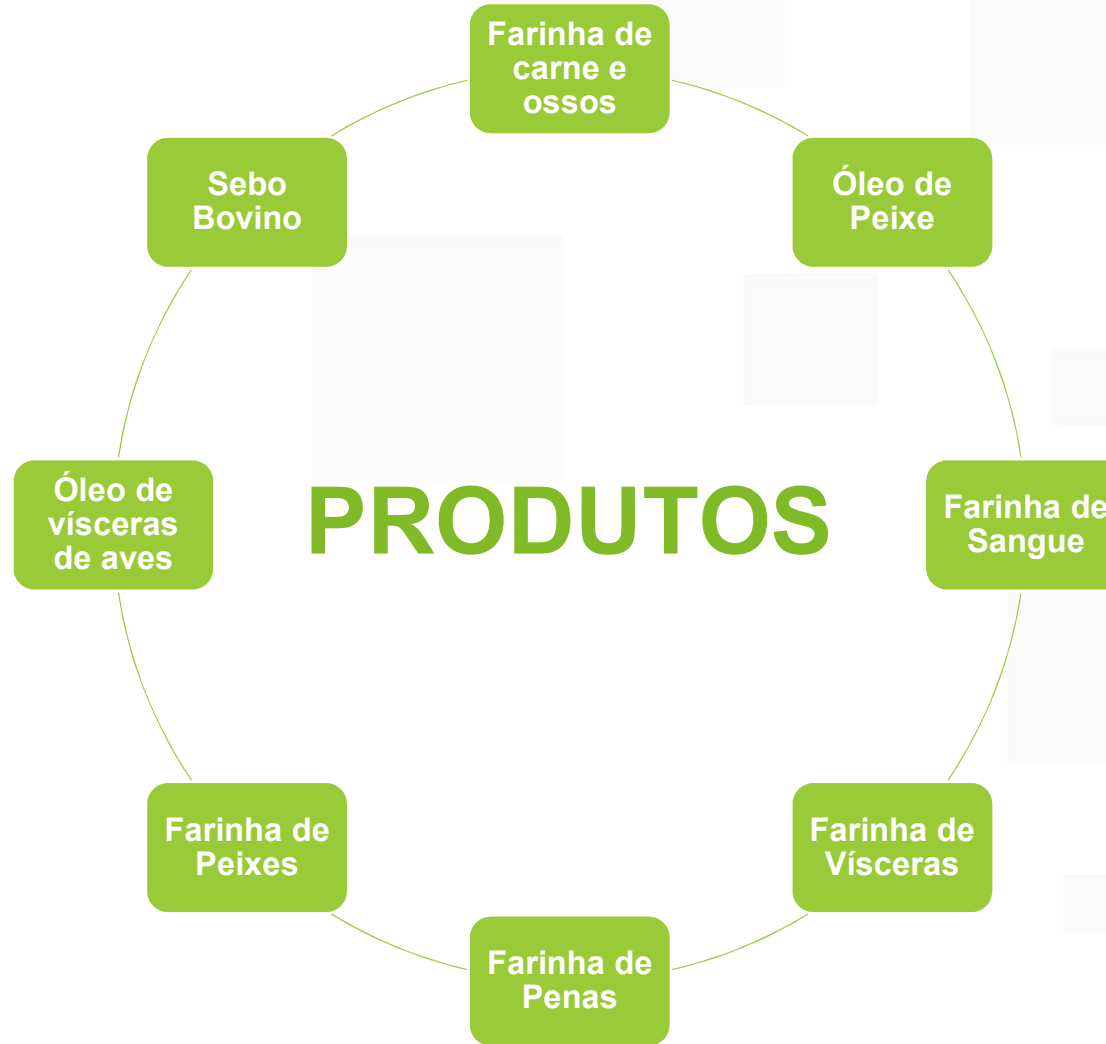 Farinha de
carne e
ossos
Sebo
Bovino
Óleo de
Peixe
Óleo de
vísceras
de aves
PRODUTOS
Farinha de
Sangue
Farinha de
Peixes
Farinha de
Vísceras
Farinha de
Penas